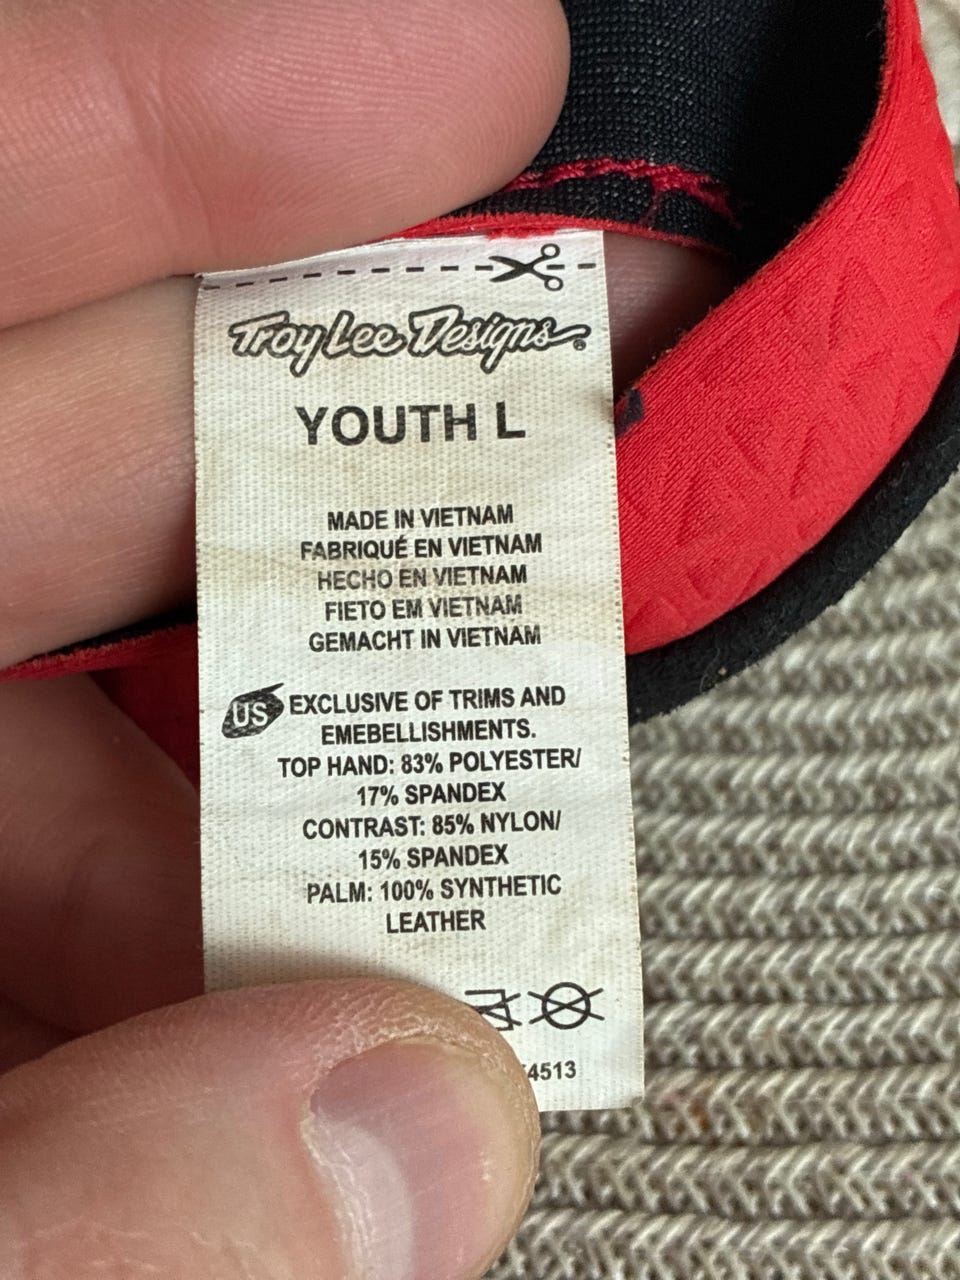 Troy Lee Designs®
YOUTH L
MADE IN VIETNAM
FABRIQUÉ EN VIETNAM
HECHO EN VIETNAM
FIETO EM VIETNAM
GEMACHT IN VIETNAM
US EXCLUSIVE OF TRIMS AND
EMEBELLISHMENTS.
TOP HAND: 83% POLYESTER/
17% SPANDEX
CONTRAST: 85% NYLON/
15% SPANDEX
PALM: 100% SYNTHETIC
LEATHER
4513